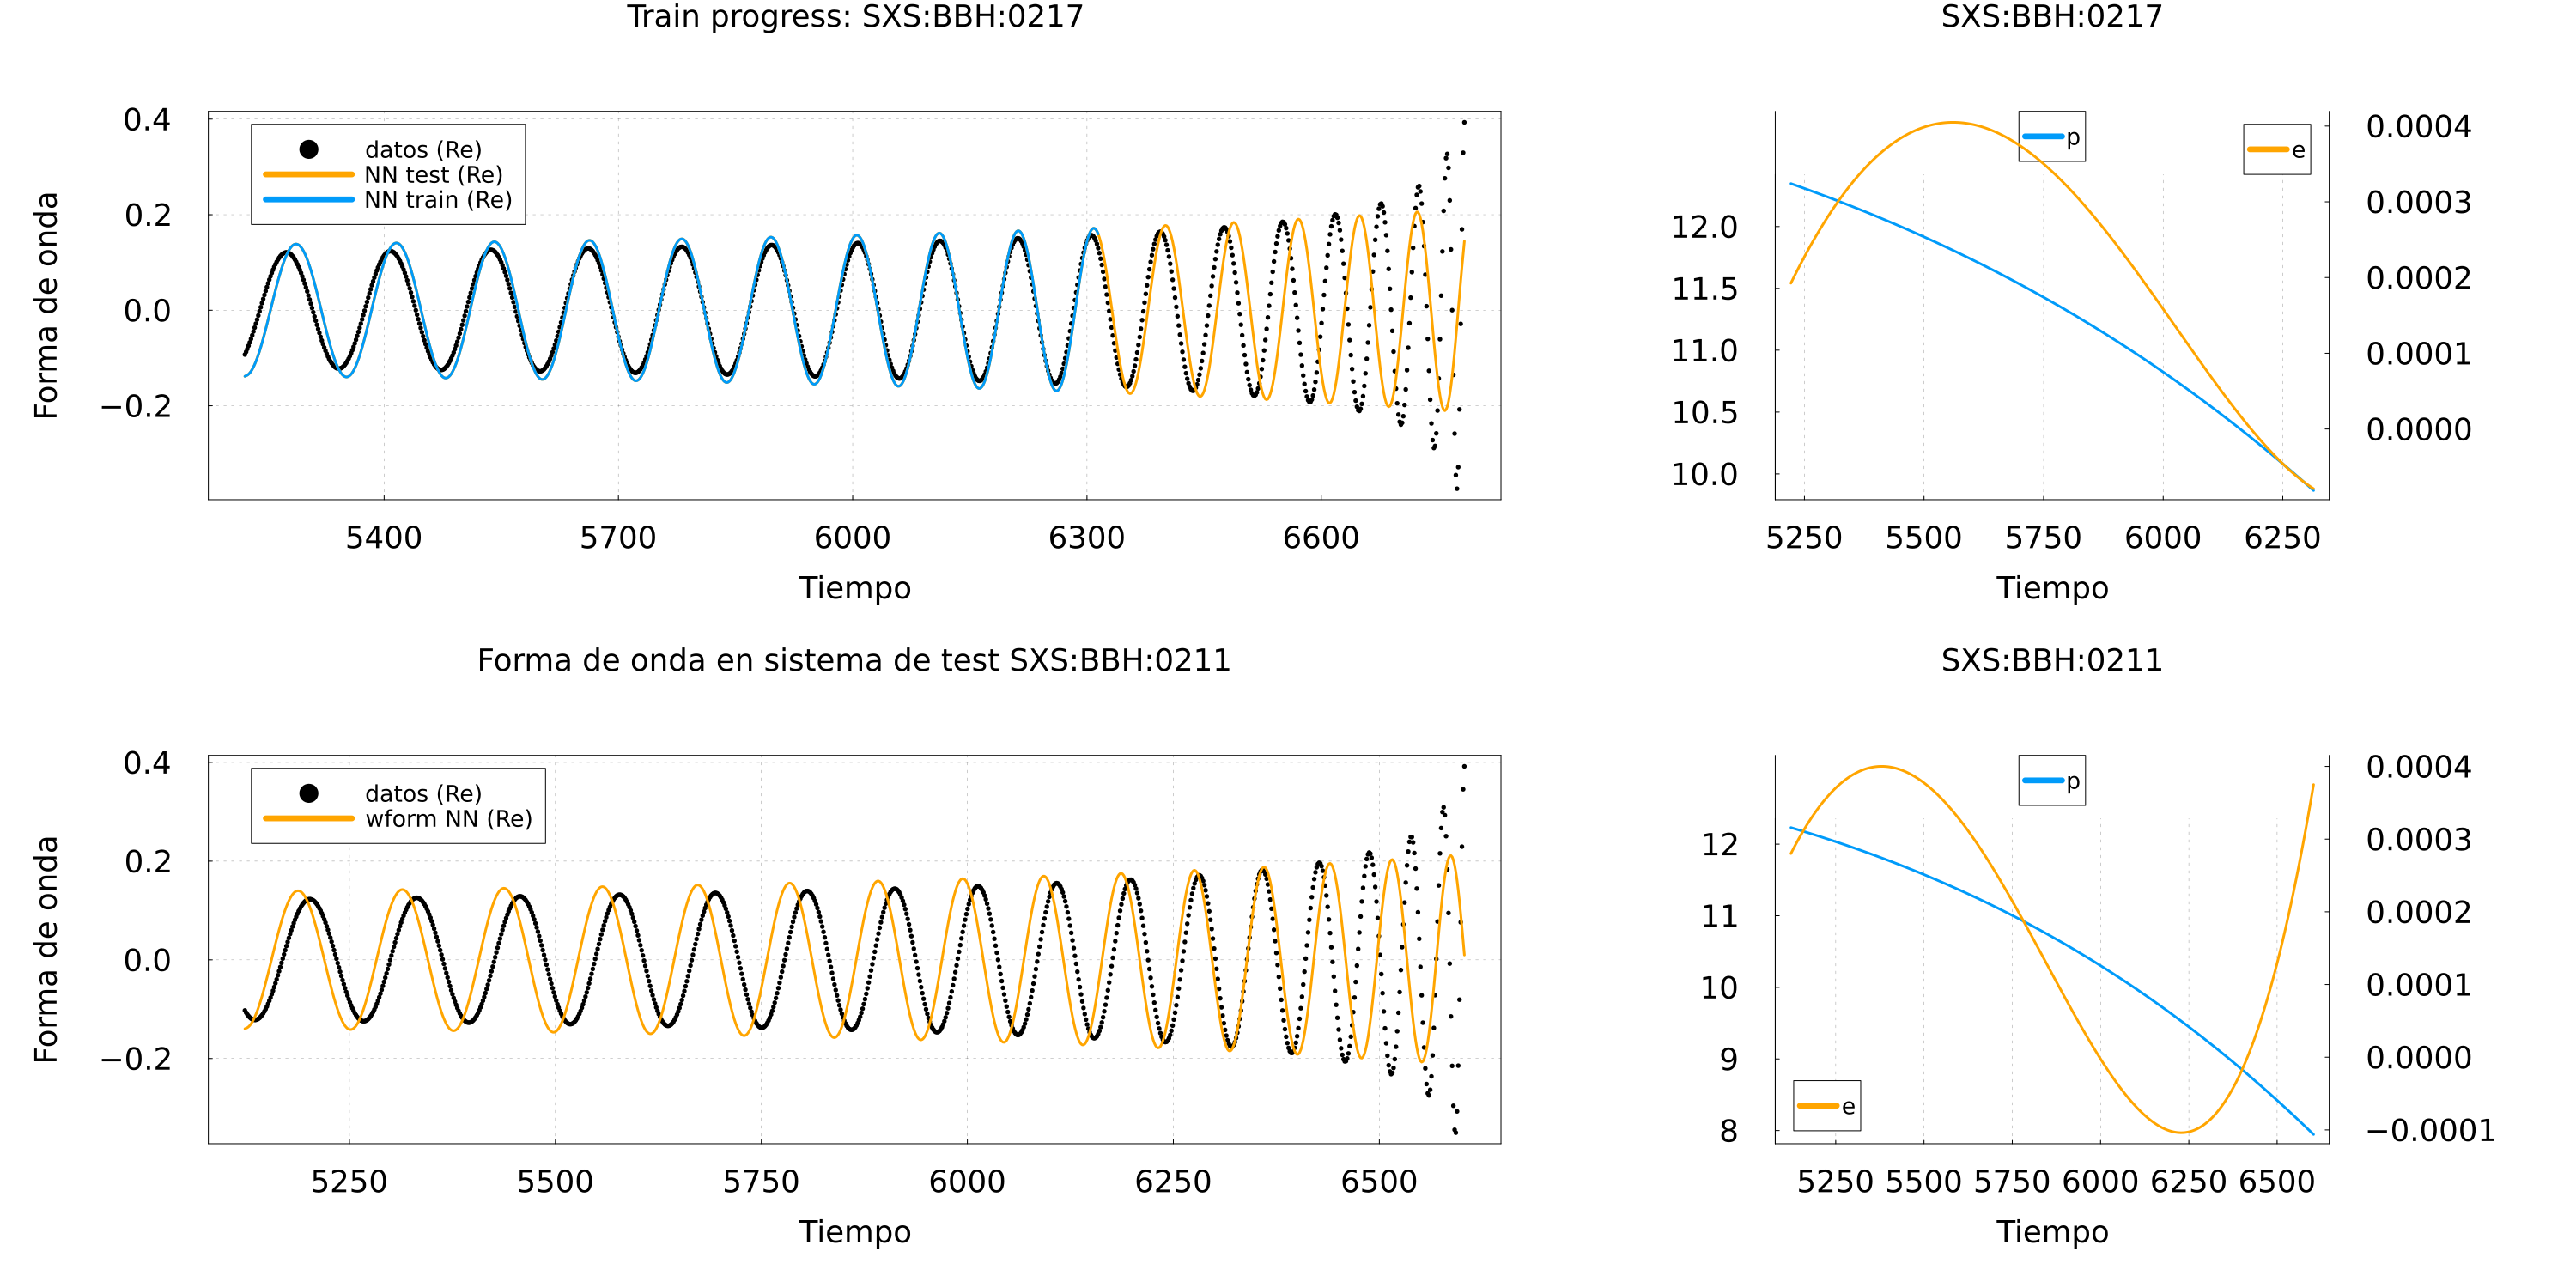 Train progress: SXS:BBH:0217
0.4
0.2
0.0
−0.2
Forma de onda
datos (Re)
NN test (Re)
NN train (Re)
5400 5700 6000 6300 6600
Tiempo
SXS:BBH:0217
12.0
11.5
11.0
10.5
10.0
p
e
0.0004
0.0003
0.0002
0.0001
0.0000
5250 5500 5750 6000 6250
Tiempo
Forma de onda en sistema de test SXS:BBH:0211
0.4
0.2
0.0
−0.2
Forma de onda
datos (Re)
wform NN (Re)
5250 5500 5750 6000 6250 6500
Tiempo
SXS:BBH:0211
12
11
10
9
8
p
e
0.0004
0.0003
0.0002
0.0001
0.0000
−0.0001
5250 5500 5750 6000 6250 6500
Tiempo